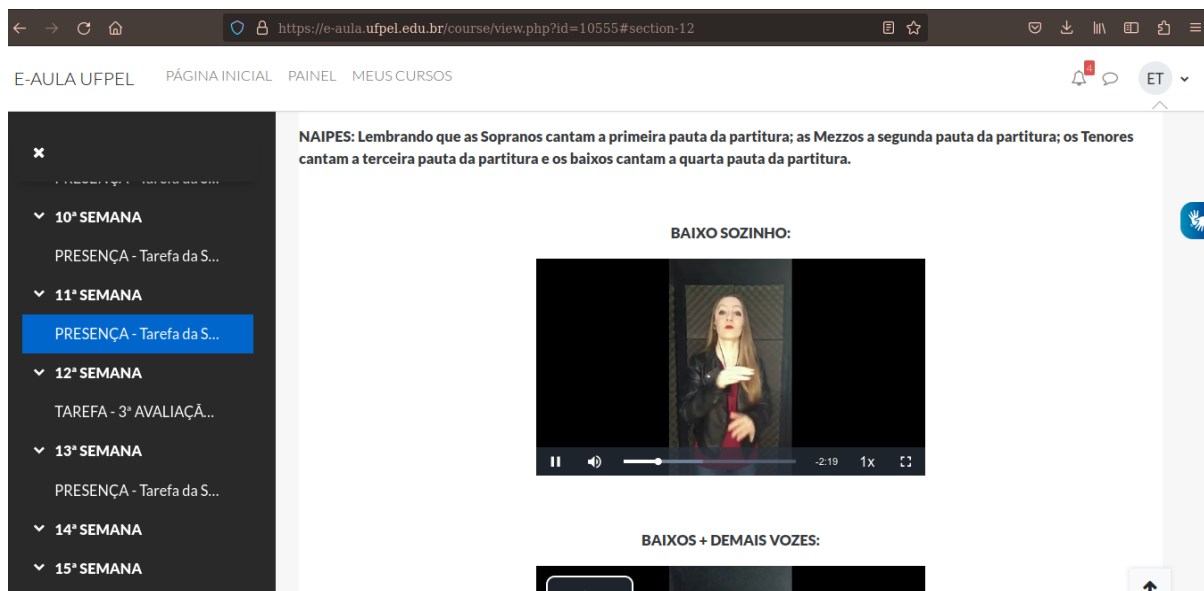 https://e-aula.ufpel.edu.br/course/view.php?id=10555#section-12
E-AULA UFPEL PÁGINA INICIAL PAINEL MEUS CURSOS 4 ET
10ª SEMANA
PRESENÇA - Tarefa da S...
11ª SEMANA
PRESENÇA - Tarefa da S...
12ª SEMANA
TAREFA - 3ª AVALIAÇÃ...
13ª SEMANA
PRESENÇA - Tarefa da S...
14ª SEMANA
15ª SEMANA
NAIPES: Lembrando que as Sopranos cantam a primeira pauta da partitura; as Mezzos a segunda pauta da partitura; os Tenores
cantam a terceira pauta da partitura e os baixos cantam a quarta pauta da partitura.
BAIXO SOZINHO:
-2:19 1x
BAIXOS + DEMAIS VOZES: